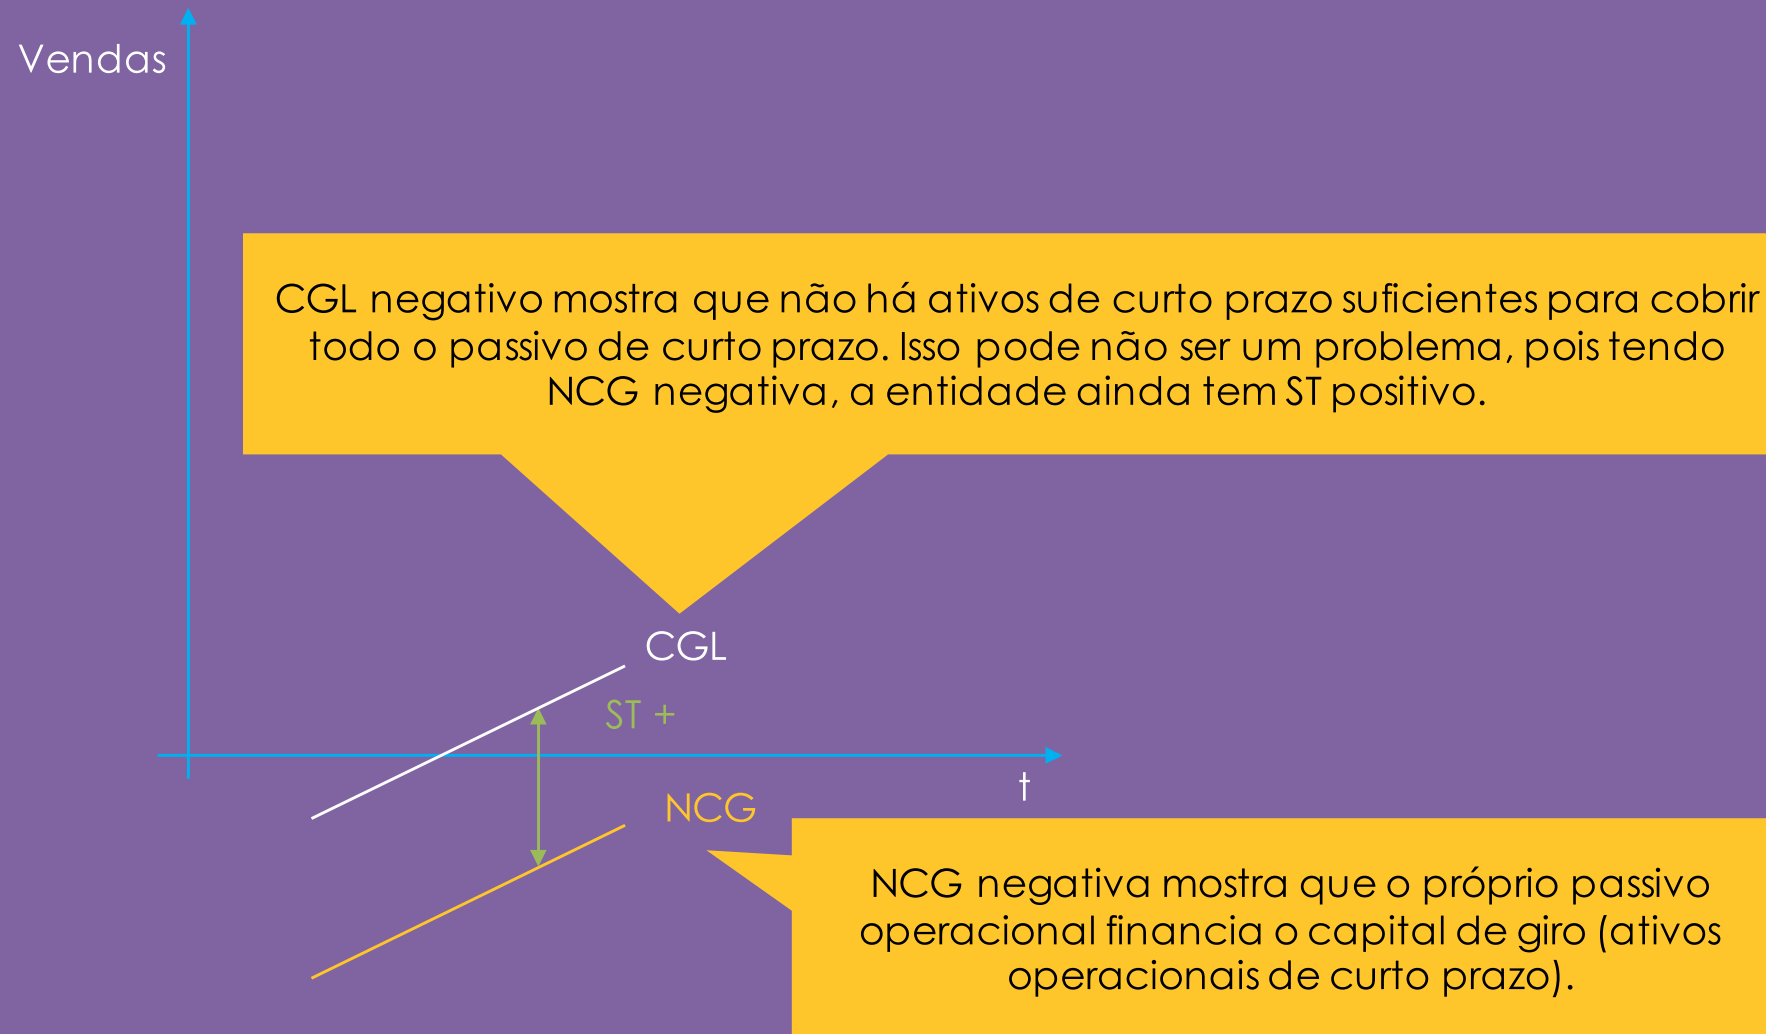 Vendas
CGL negativo mostra que não há ativos de curto prazo suficientes para cobrir
todo o passivo de curto prazo. Isso pode não ser um problema, pois tendo
NCG negativa, a entidade ainda tem ST positivo.
CGL
ST +
t
NCG
NCG negativa mostra que o próprio passivo
operacional financia o capital de giro (ativos
operacionais de curto prazo).